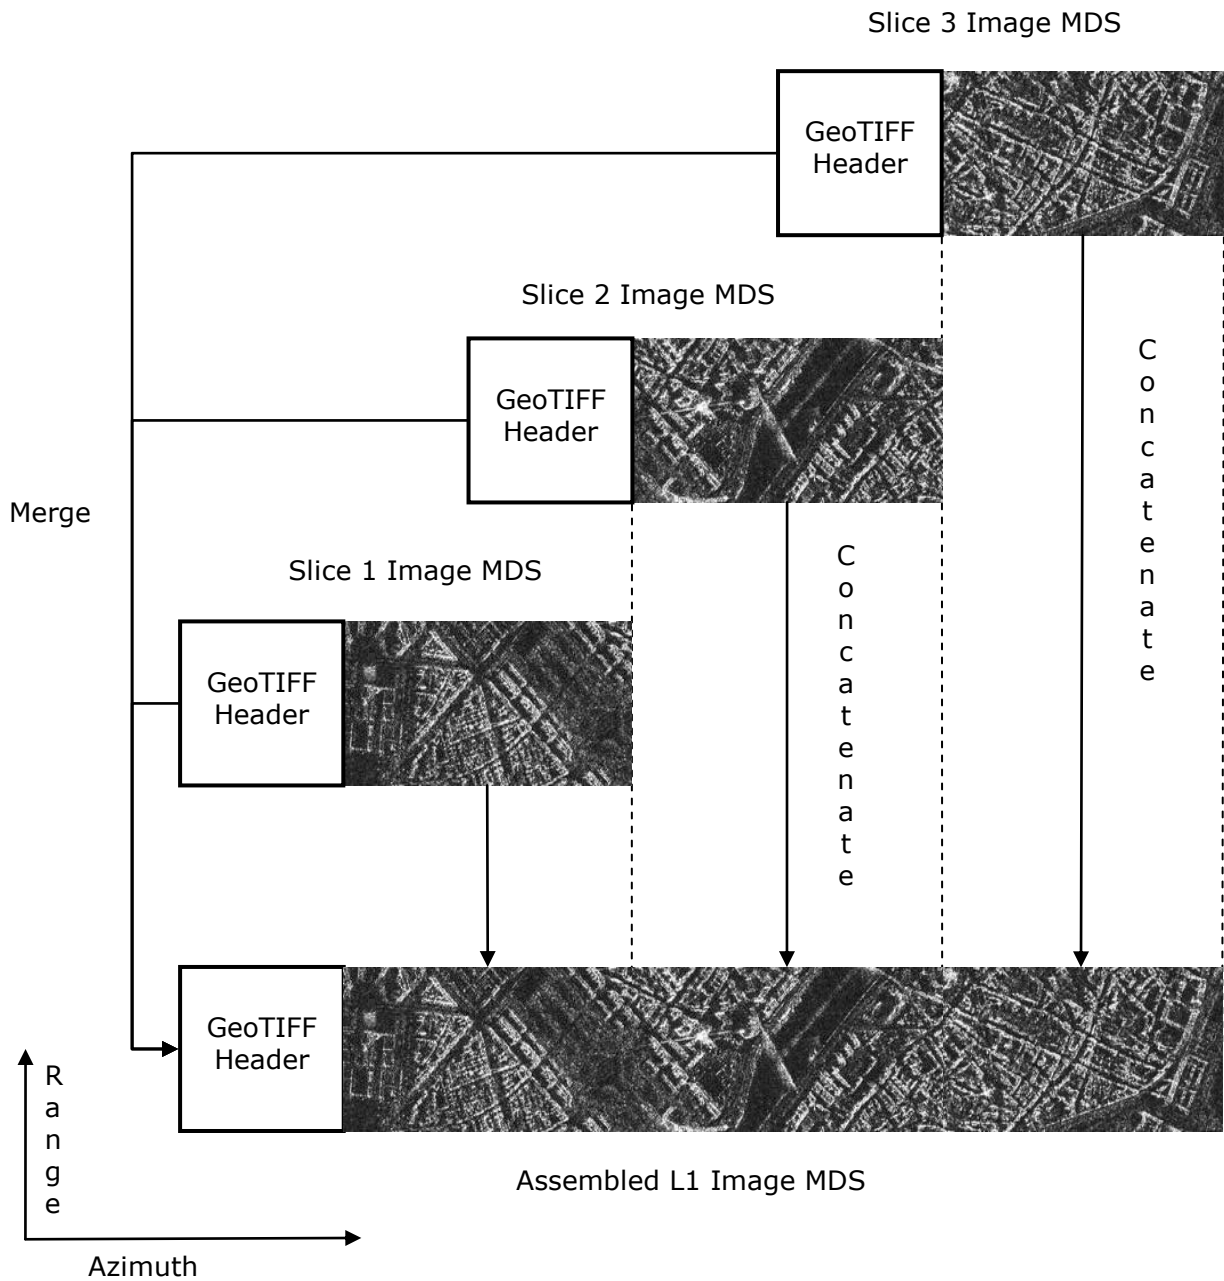 Slice 3 Image MDS
GeoTIFF
Header
Slice 2 Image MDS
GeoTIFF
Header
Concatenate
Merge
Slice 1 Image MDS
Concatenate
GeoTIFF
Header
GeoTIFF
Header
Range
Assembled L1 Image MDS
Azimuth